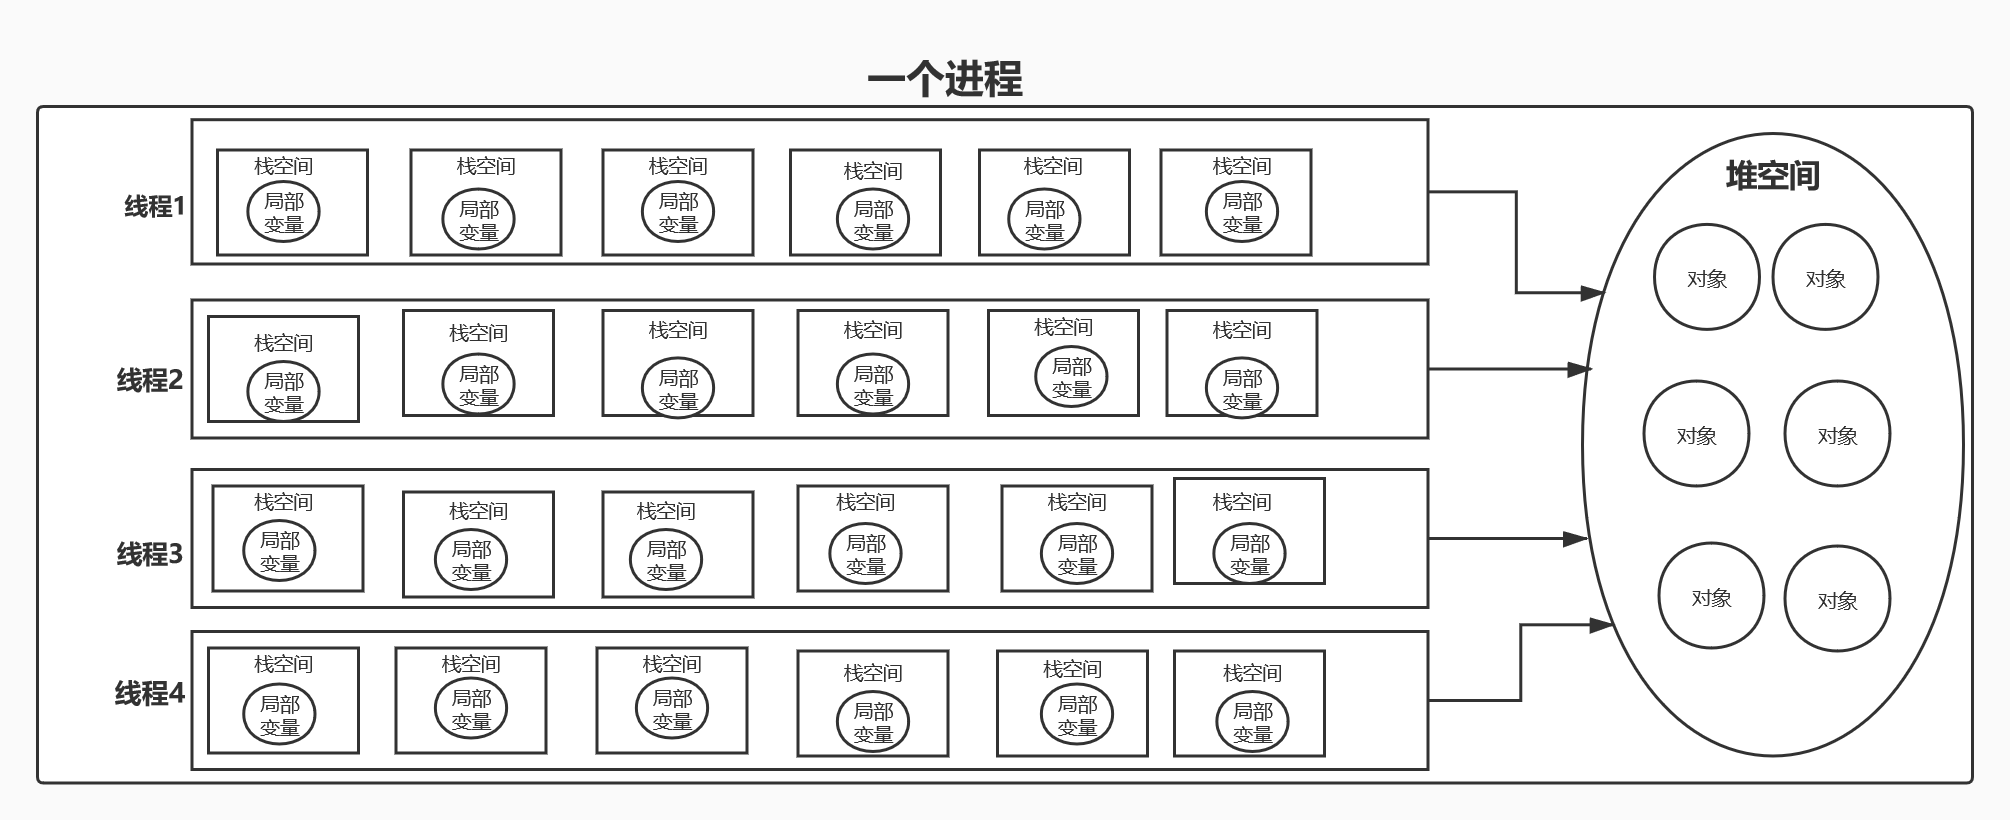 一个进程
线程1
栈空间
局部
变量
栈空间
局部
变量
栈空间
局部
变量
栈空间
局部
变量
栈空间
局部
变量
栈空间
局部
变量
线程2
栈空间
局部
变量
栈空间
局部
变量
栈空间
局部
变量
栈空间
局部
变量
栈空间
局部
变量
栈空间
局部
变量
线程3
栈空间
局部
变量
栈空间
局部
变量
栈空间
局部
变量
栈空间
局部
变量
栈空间
局部
变量
栈空间
局部
变量
线程4
栈空间
局部
变量
栈空间
局部
变量
栈空间
局部
变量
栈空间
局部
变量
栈空间
局部
变量
栈空间
局部
变量
堆空间
对象
对象
对象
对象
对象
对象